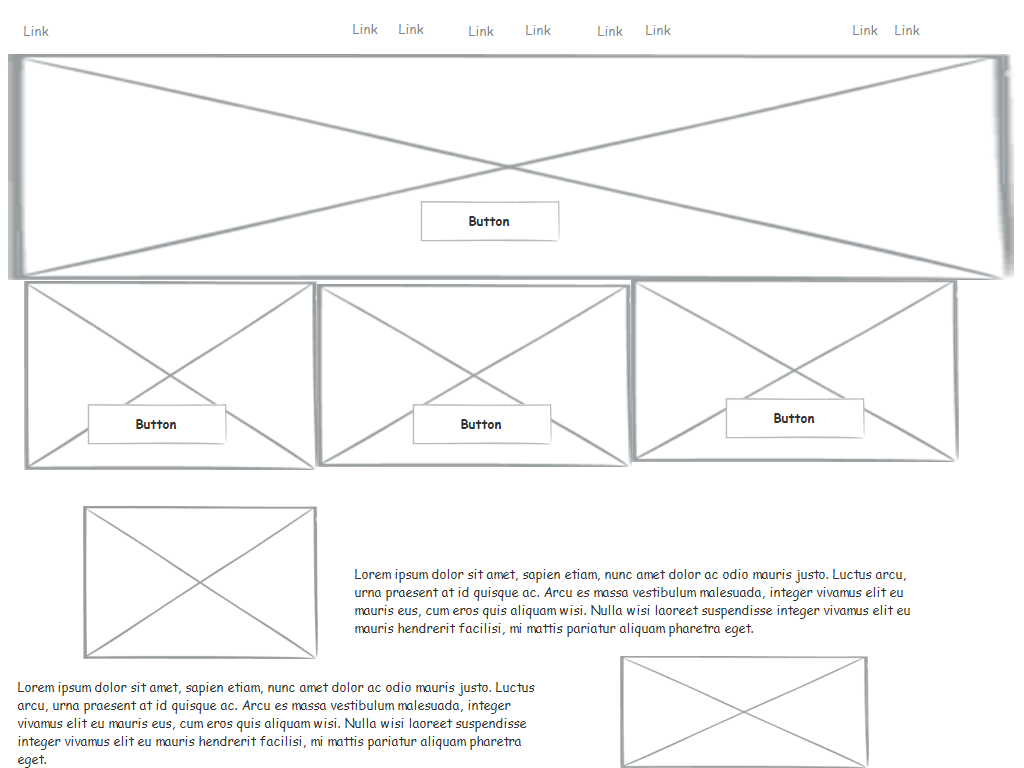 Link Link Link Link Link Link Link Link Link
Button
Button Button Button
Lorem ipsum dolor sit amet, sapien etiam, nunc amet dolor ac odio mauris justo. Luctus arcu,
urna praesent at id quisque ac. Arcu es massa vestibulum malesuada, integer vivamus elit eu
mauris eus, cum eros quis aliquam wisi. Nulla wisi laoreet suspendisse integer vivamus elit eu
mauris hendrerit facilisi, mi mattis pariatur aliquam pharetra eget.
Lorem ipsum dolor sit amet, sapien etiam, nunc amet dolor ac odio mauris justo. Luctus
arcu, urna praesent at id quisque ac. Arcu es massa vestibulum malesuada, integer
vivamus elit eu mauris eus, cum eros quis aliquam wisi. Nulla wisi laoreet suspendisse
integer vivamus elit eu mauris hendrerit facilisi, mi mattis pariatur aliquam pharetra
eget.